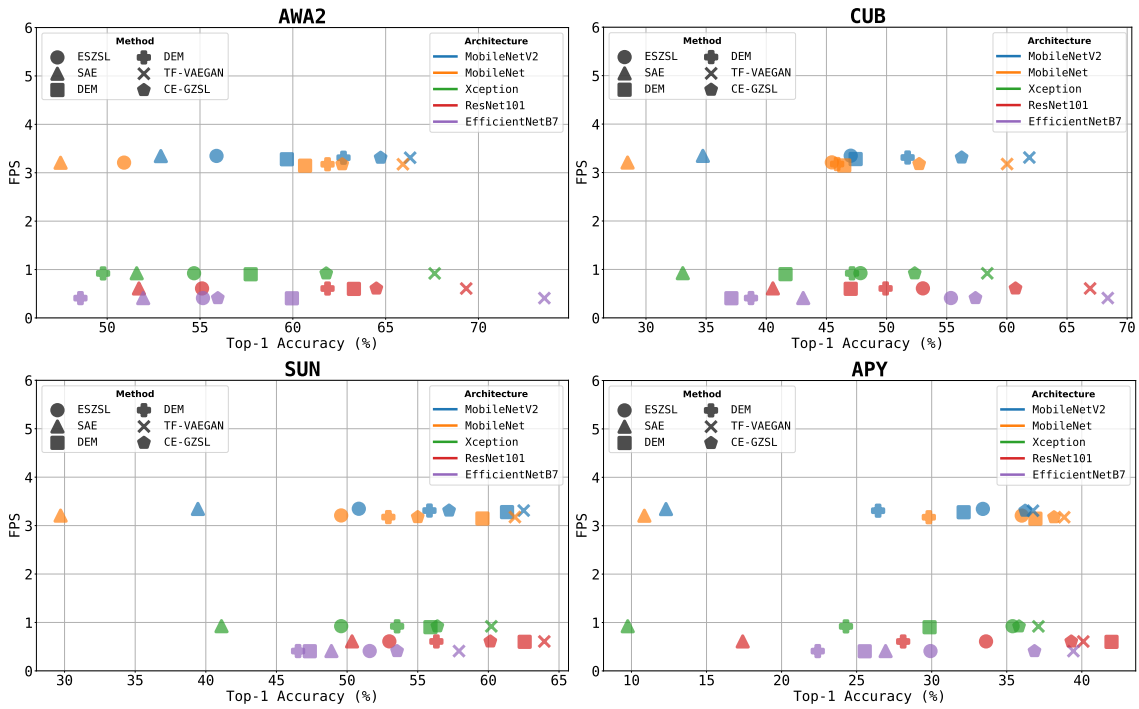 AWA2
6
5
4
3
2
1
0
FPS
50
55
60
65
70
Top-1 Accuracy (%)
Method
ESZSL
SAE
DEM
DEM
TF-VAEGAN
CE-GZSL
Architecture
MobileNetV2
MobileNet
Xception
ResNet101
EfficientNetB7
CUB
6
5
4
3
2
1
0
FPS
30
35
40
45
50
55
60
65
70
Top-1 Accuracy (%)
Method
ESZSL
SAE
DEM
DEM
TF-VAEGAN
CE-GZSL
Architecture
MobileNetV2
MobileNet
Xception
ResNet101
EfficientNetB7
SUN
6
5
4
3
2
1
0
FPS
30
35
40
45
50
55
60
65
Top-1 Accuracy (%)
Method
ESZSL
SAE
DEM
DEM
TF-VAEGAN
CE-GZSL
Architecture
MobileNetV2
MobileNet
Xception
ResNet101
EfficientNetB7
APY
6
5
4
3
2
1
0
FPS
10
15
20
25
30
35
40
Top-1 Accuracy (%)
Method
ESZSL
SAE
DEM
DEM
TF-VAEGAN
CE-GZSL
Architecture
MobileNetV2
MobileNet
Xception
ResNet101
EfficientNetB7